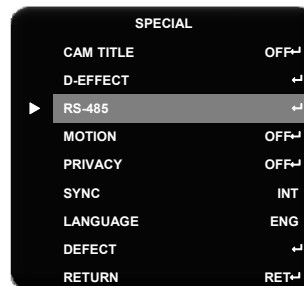 SPECIAL
CAM TITLE OFF↵
D-EFFECT ↵
RS-485 ↵
MOTION OFF↵
PRIVACY OFF↵
SYNC INT
LANGUAGE ENG
DEFECT ↵
RETURN RET↵